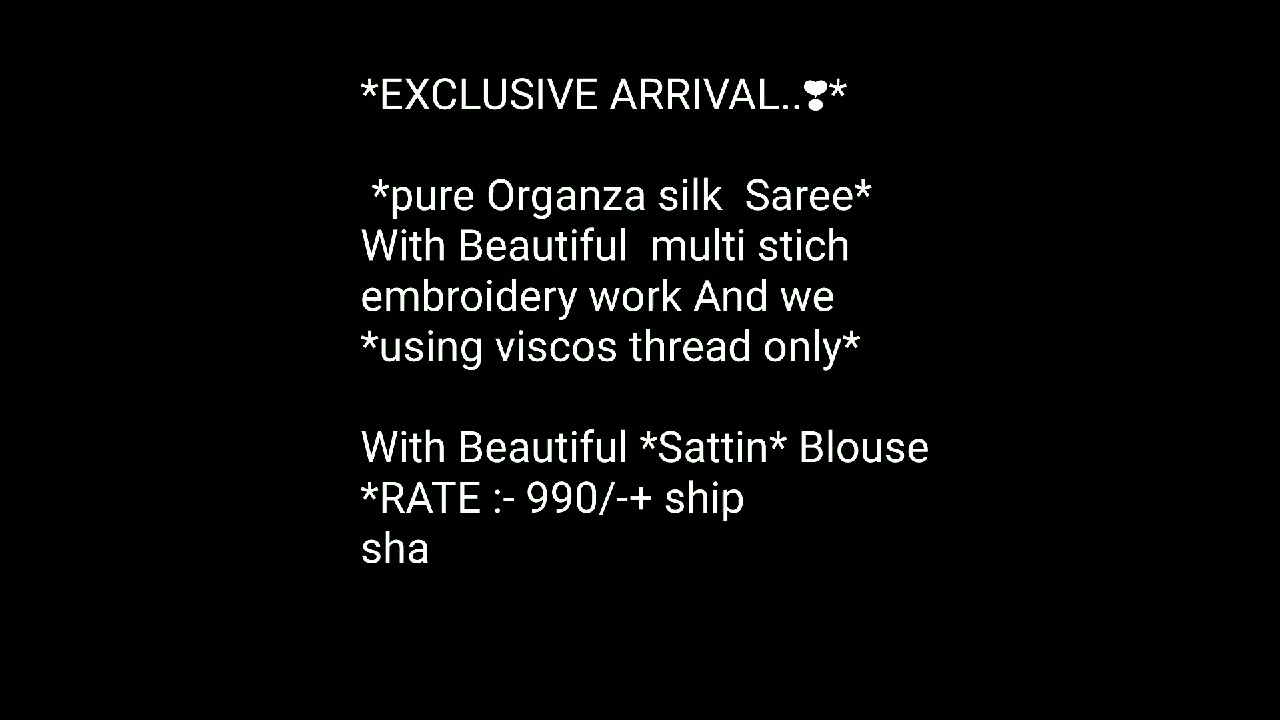 *EXCLUSIVE ARRIVAL..❣*
*pure Organza silk  Saree*
With Beautiful  multi stich
embroidery work And we
*using viscos thread only*
With Beautiful *Sattin* Blouse
*RATE :- 990/-+ ship
sha